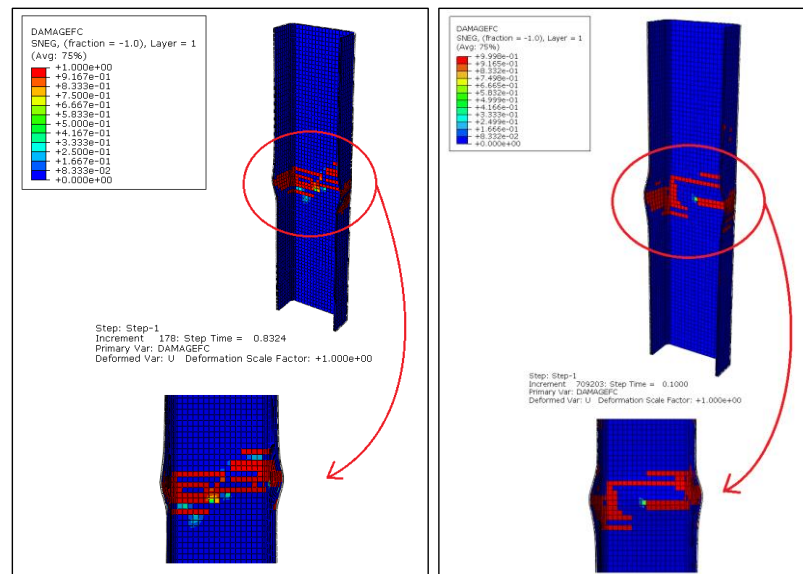 DAMAGEFC
SNEG, (fraction = -1.0), Layer = 1
(Avg: 75%)
+1.000e+00
+9.167e-01
+8.333e-01
+7.500e-01
+6.667e-01
+5.833e-01
+5.000e-01
+4.167e-01
+3.333e-01
+2.500e-01
+1.667e-01
+8.333e-02
+0.000e+00
Step: Step-1
Increment 178: Step Time = 0.8324
Primary Var: DAMAGEFC
Deformed Var: U Deformation Scale Factor: +1.000e+00
DAMAGEFC
SNEG, (fraction = -1.0), Layer = 1
(Avg: 75%)
+9.998e-01
+9.165e-01
+8.332e-01
+7.498e-01
+6.665e-01
+5.832e-01
+4.999e-01
+4.166e-01
+3.333e-01
+2.499e-01
+1.666e-01
+8.332e-02
+0.000e+00
Step: Step-1
Increment 709203: Step Time = 0.1000
Primary Var: DAMAGEFC
Deformed Var: U Deformation Scale Factor: +1.000e+00